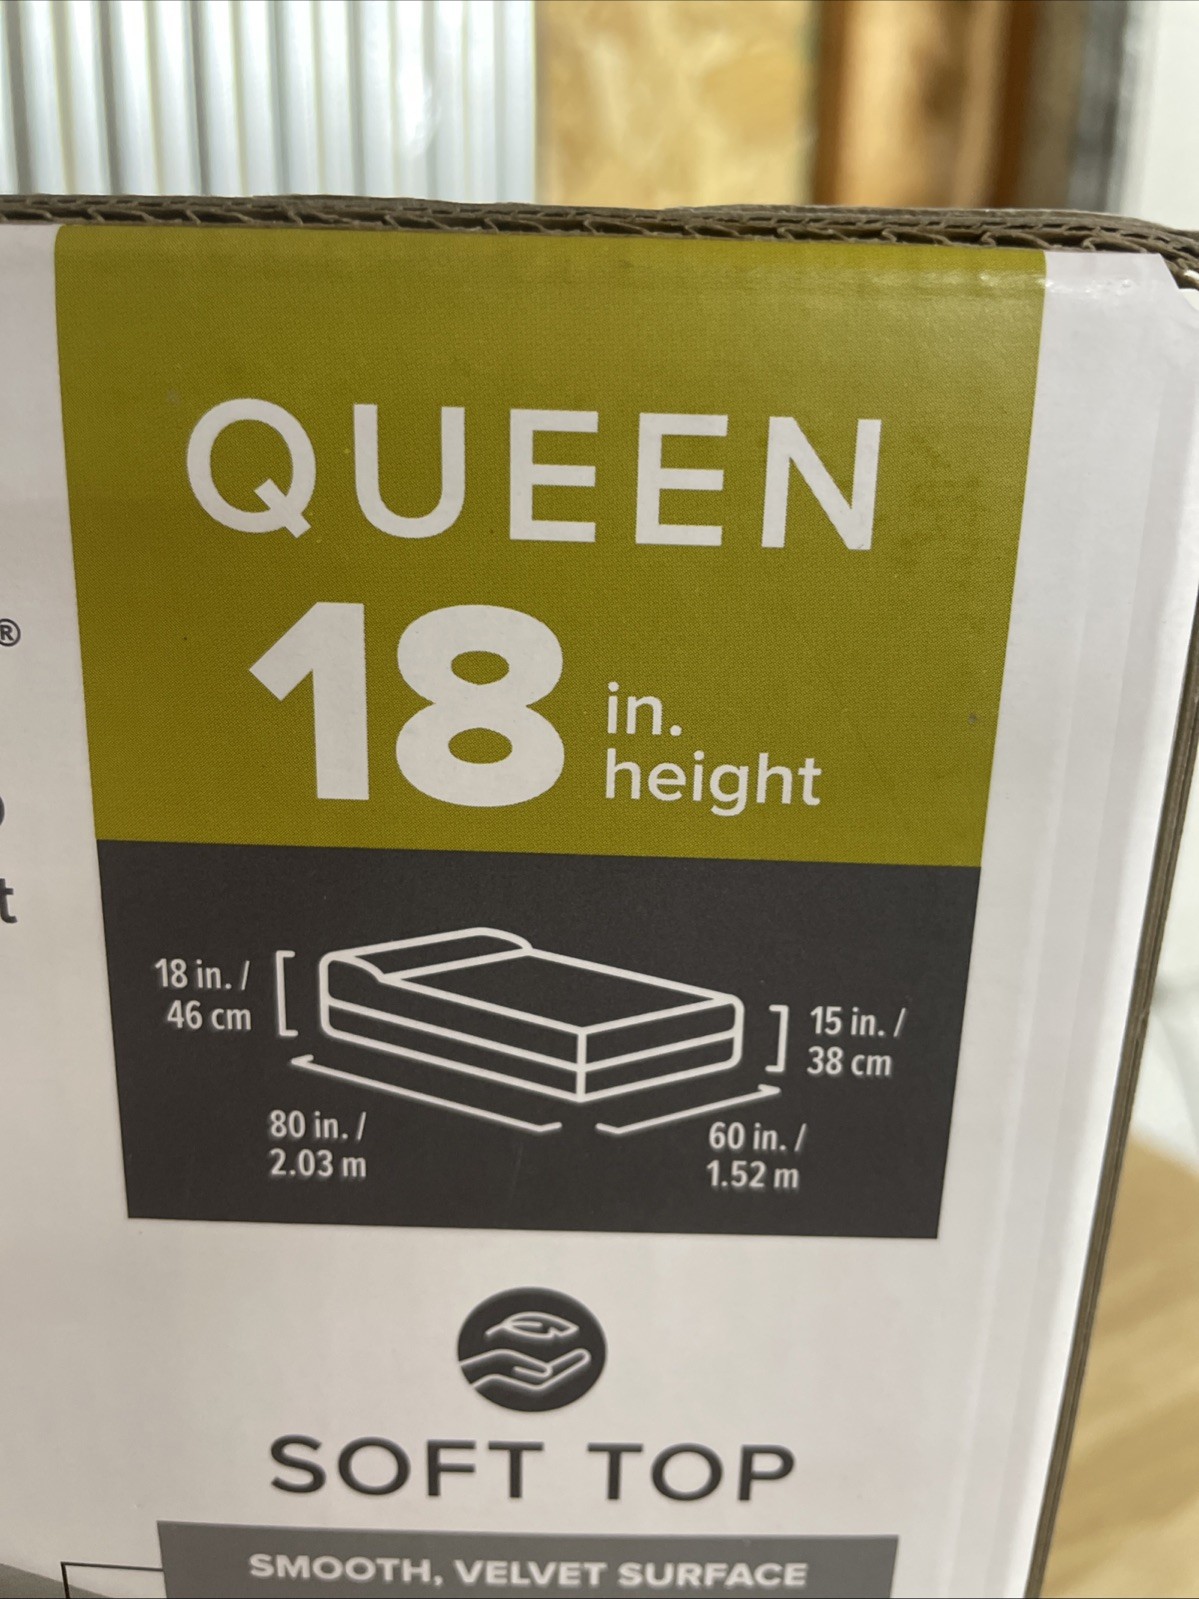 QUEEN
18 in.
height
18 in. /
46 cm
15 in. /
38 cm
80 in. /
2.03 m
60 in. /
1.52 m
SOFT TOP
SMOOTH, VELVET SURFACE
®
t